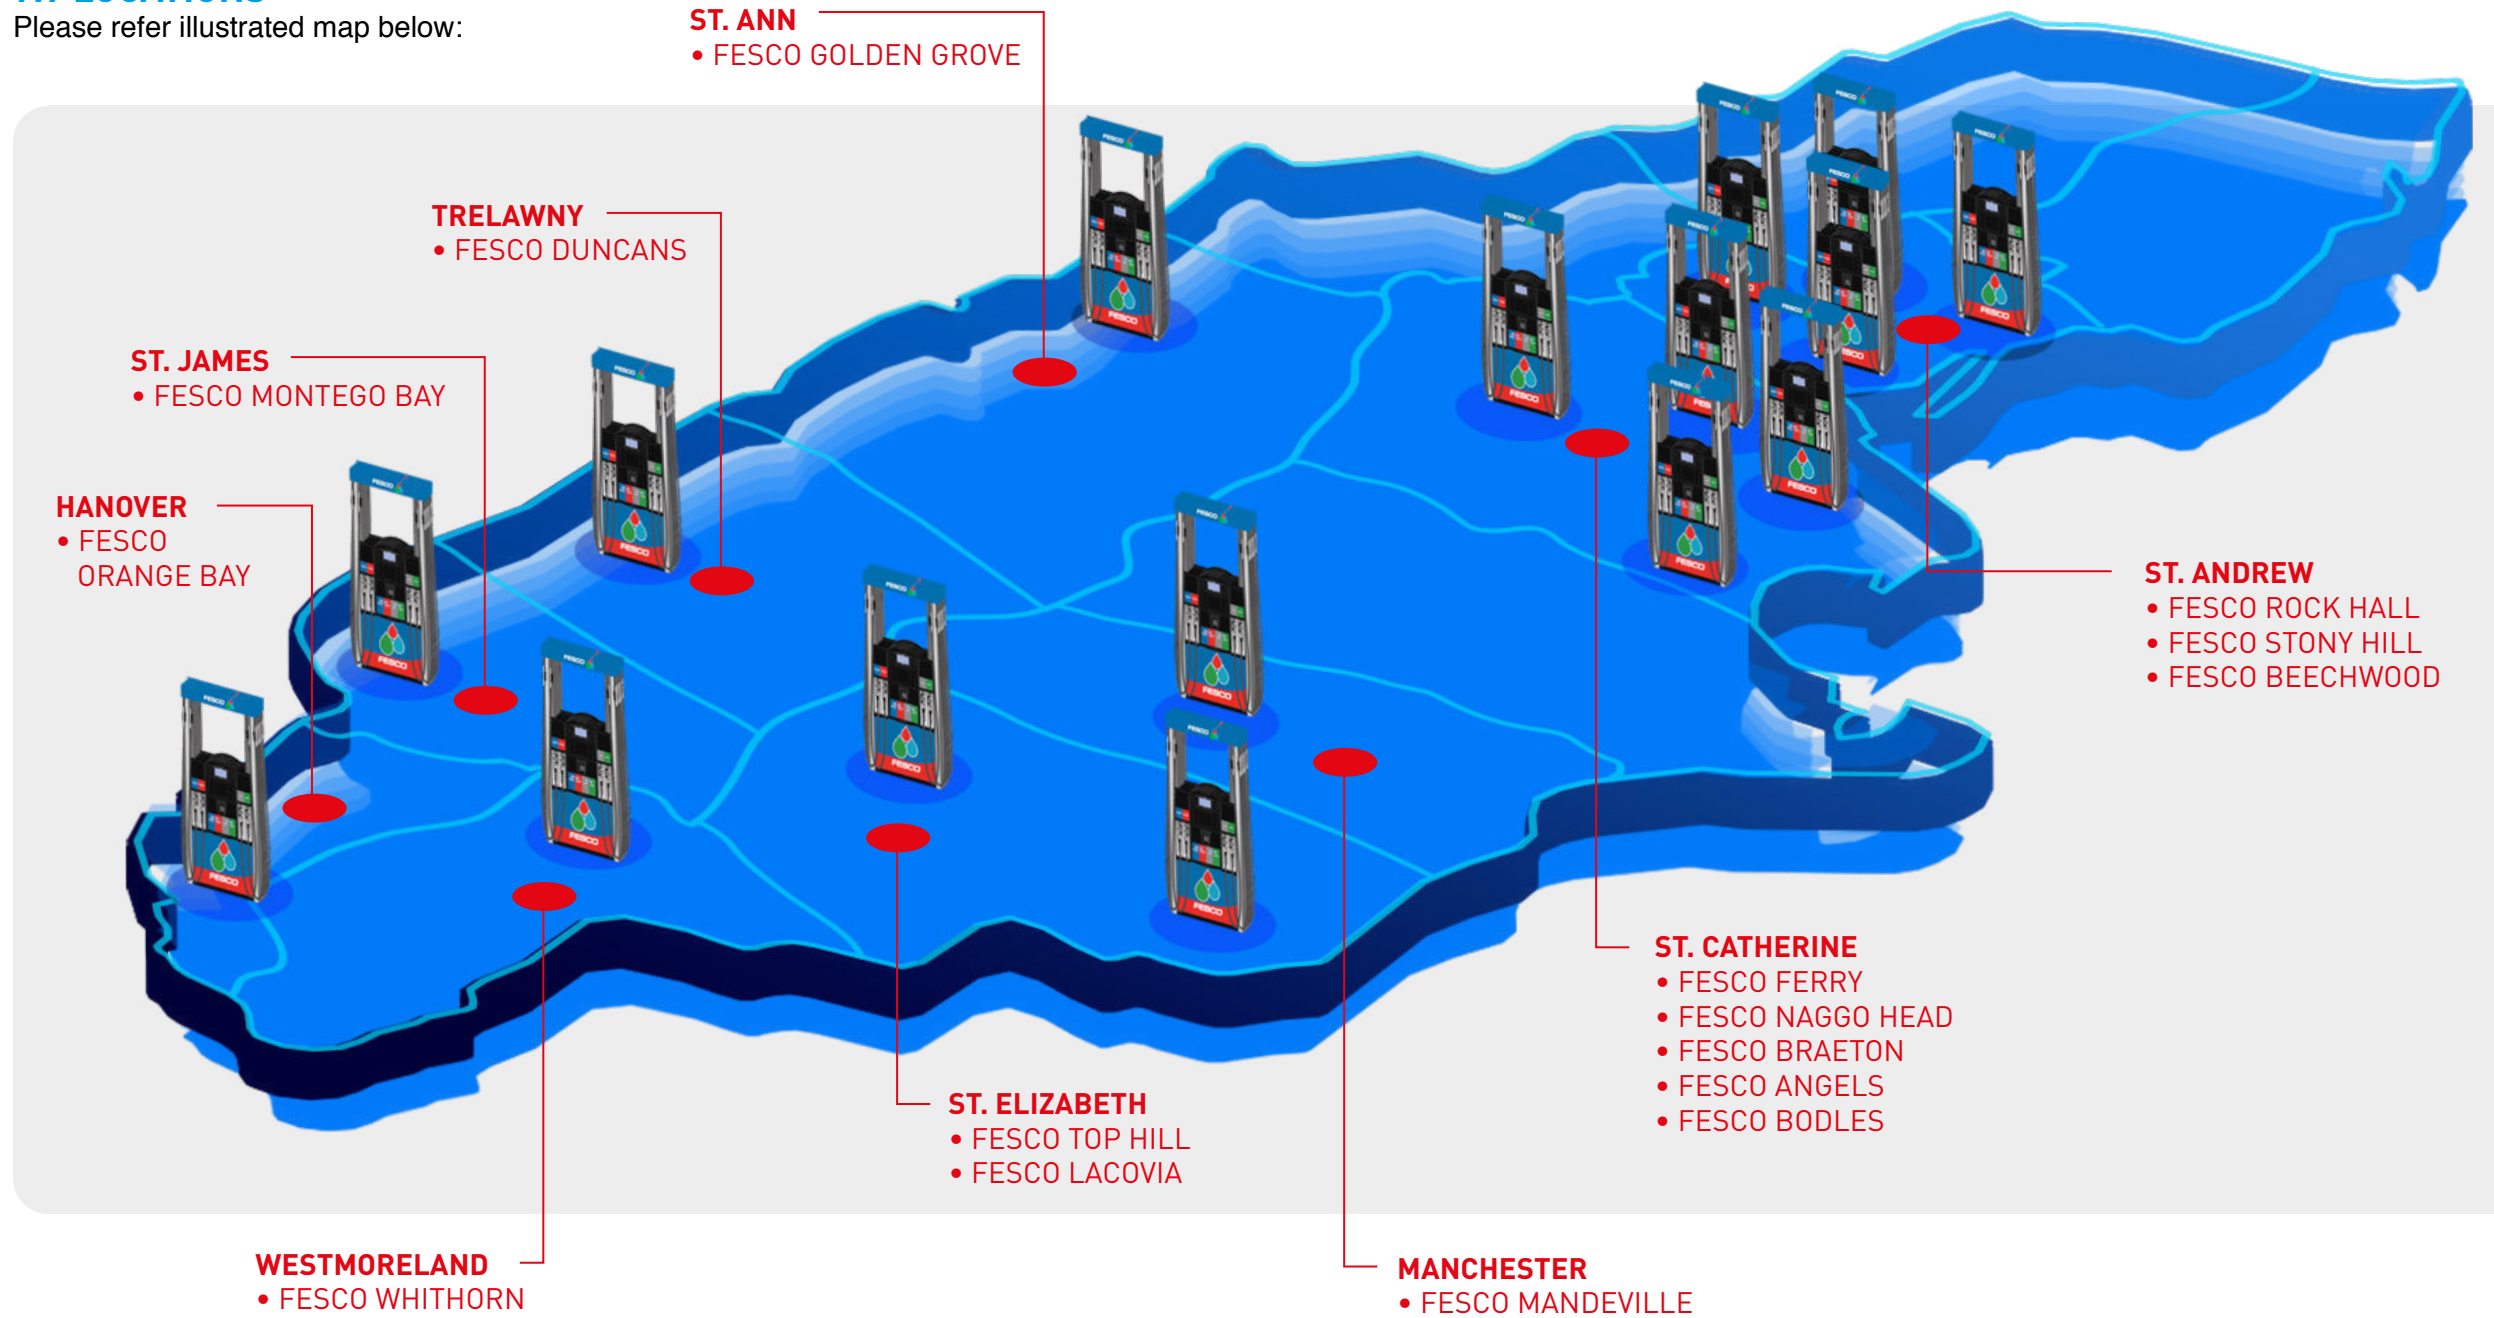 Please refer illustrated map below:
ST. ANN
• FESCO GOLDEN GROVE
TRELAWNY
• FESCO DUNCANS
ST. JAMES
• FESCO MONTEGO BAY
HANOVER
• FESCO
ORANGE BAY
ST. ANDREW
• FESCO ROCK HALL
• FESCO STONY HILL
• FESCO BEECHWOOD
ST. CATHERINE
• FESCO FERRY
• FESCO NAGGO HEAD
• FESCO BRAETON
• FESCO ANGELS
• FESCO BODLES
ST. ELIZABETH
• FESCO TOP HILL
• FESCO LACOVIA
WESTMORELAND
• FESCO WHITHORN
MANCHESTER
• FESCO MANDEVILLE